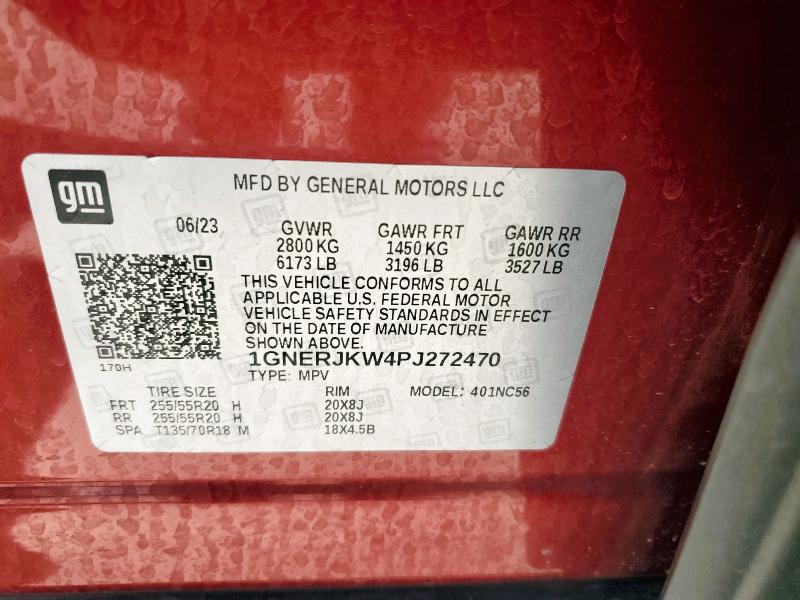 gm
MFD BY GENERAL MOTORS LLC
06/23 GVWR GAWR FRT GAWR RR
2800 KG 1450 KG 1600 KG
6173 LB 3196 LB 3527 LB
THIS VEHICLE CONFORMS TO ALL
APPLICABLE U.S. FEDERAL MOTOR
VEHICLE SAFETY STANDARDS IN EFFECT
ON THE DATE OF MANUFACTURE
SHOWN ABOVE.
170H 1GNERJKW4PJ272470
TYPE: MPV
TIRE SIZE RIM MODEL: 401NC56
FRT 255/55R20 H 20X8J
RR 255/55R20 H 20X8J
SPA T135/70R18 M 18X4.5B